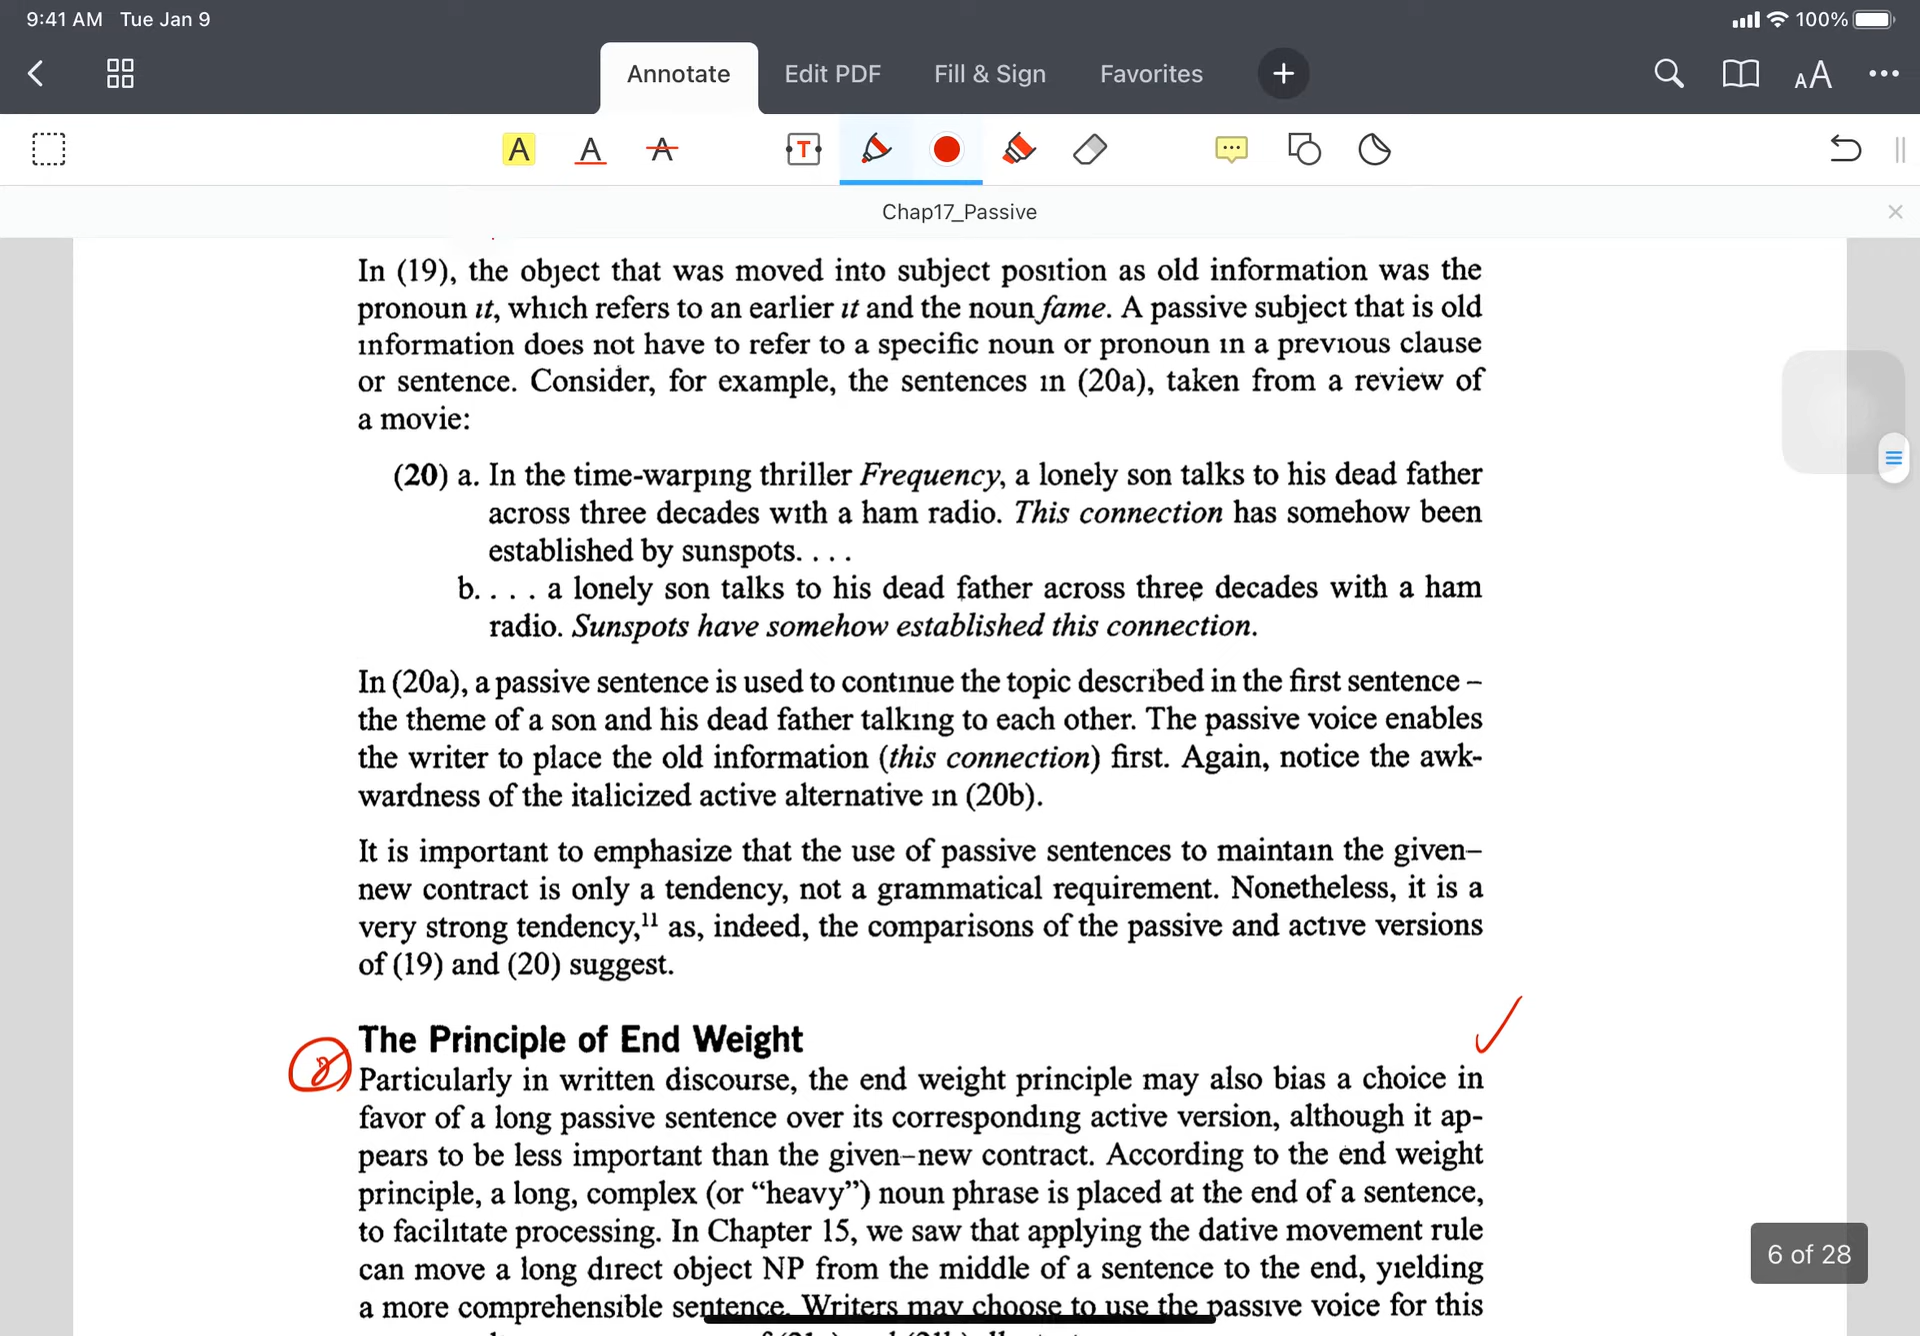 9:41 AM Tue Jan 9
100%
Annotate
Edit PDF
Fill & Sign
Favorites
Chap17_Passive
In (19), the object that was moved into subject position as old information was the
pronoun it, which refers to an earlier it and the noun fame. A passive subject that is old
information does not have to refer to a specific noun or pronoun in a previous clause
or sentence. Consider, for example, the sentences in (20a), taken from a review of
a movie:
(20) a. In the time-warping thriller Frequency, a lonely son talks to his dead father
across three decades with a ham radio. This connection has somehow been
established by sunspots. . . .
b. . . . a lonely son talks to his dead father across three decades with a ham
radio. Sunspots have somehow established this connection.
In (20a), a passive sentence is used to continue the topic described in the first sentence –
the theme of a son and his dead father talking to each other. The passive voice enables
the writer to place the old information (this connection) first. Again, notice the awk-
wardness of the italicized active alternative in (20b).
It is important to emphasize that the use of passive sentences to maintain the given–
new contract is only a tendency, not a grammatical requirement. Nonetheless, it is a
very strong tendency,¹¹ as, indeed, the comparisons of the passive and active versions
of (19) and (20) suggest.
The Principle of End Weight
Particularly in written discourse, the end weight principle may also bias a choice in
favor of a long passive sentence over its corresponding active version, although it ap-
pears to be less important than the given–new contract. According to the end weight
principle, a long, complex (or “heavy”) noun phrase is placed at the end of a sentence,
to facilitate processing. In Chapter 15, we saw that applying the dative movement rule
can move a long direct object NP from the middle of a sentence to the end, yielding
a more comprehensible sentence. Writers may choose to use the passive voice for this
6 of 28